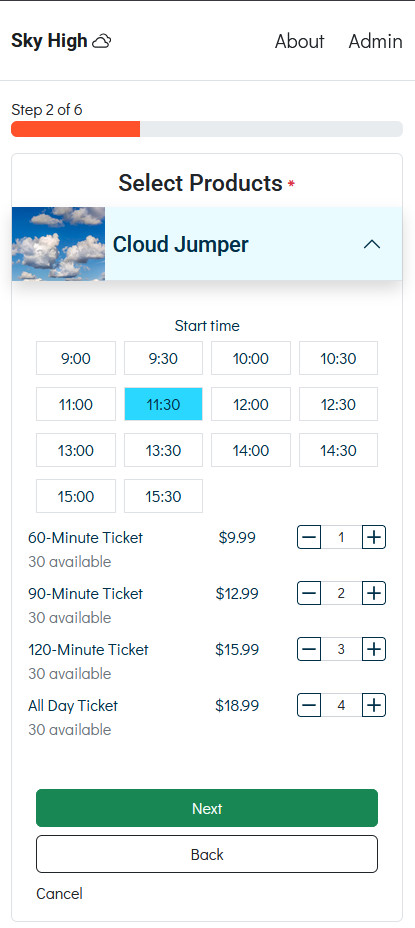 Sky High About Admin
Step 2 of 6
Select Products *
Cloud Jumper
Start time
9:00 9:30 10:00 10:30
11:00 11:30 12:00 12:30
13:00 13:30 14:00 14:30
15:00 15:30
60-Minute Ticket $9.99 1
30 available
90-Minute Ticket $12.99 2
30 available
120-Minute Ticket $15.99 3
30 available
All Day Ticket $18.99 4
30 available
Next
Back
Cancel